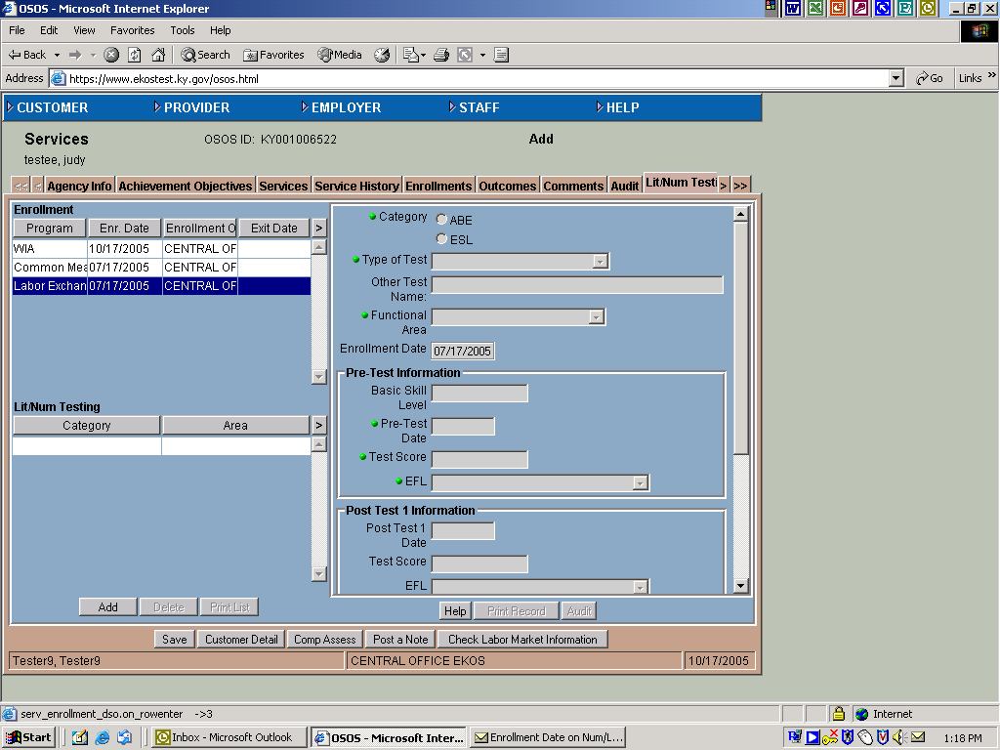 OSOS - Microsoft Internet Explorer
File Edit View Favorites Tools Help
Back Search Favorites Media
Address https://www.ekostest.ky.gov/osos.html Go Links »
CUSTOMER PROVIDER EMPLOYER STAFF HELP
Services OSOS ID: KY001006522 Add
testee, judy
<< < Agency Info Achievement Objectives Services Service History Enrollments Outcomes Comments Audit Lit/Num Testi > >>
Enrollment
Program Enr. Date Enrollment O Exit Date >
WIA 10/17/2005 CENTRAL OF
Common Mea 07/17/2005 CENTRAL OF
Labor Exchan 07/17/2005 CENTRAL OF
Lit/Num Testing
Category Area >
Add Delete Print List
Category ABE
ESL
Type of Test
Other Test
Name:
Functional
Area
Enrollment Date 07/17/2005
Pre-Test Information
Basic Skill
Level
Pre-Test
Date
Test Score
EFL
Post Test 1 Information
Post Test 1
Date
Test Score
EFL
Help Print Record Audit
Save Customer Detail Comp Assess Post a Note Check Labor Market Information
Tester9, Tester9 CENTRAL OFFICE EKOS 10/17/2005
serv_enrollment_dso.on_rowenter ->3 Internet
Start Inbox - Microsoft Outlook OSOS - Microsoft Inter... Enrollment Date on Num/L... 1:18 PM